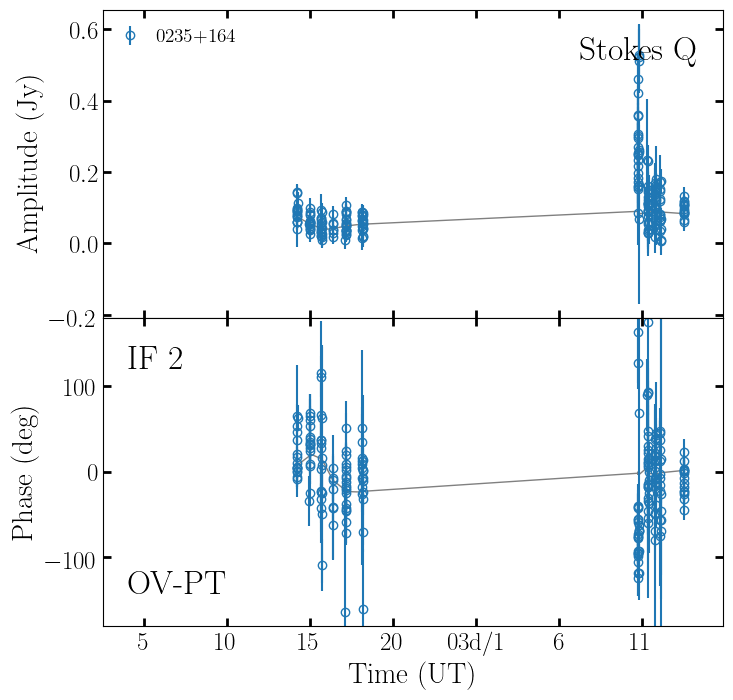 0235+164
Stokes Q
0.6
0.4
0.2
0.0
−0.2
Amplitude (Jy)
IF 2
100
0
−100
Phase (deg)
OV-PT
5 10 15 20 03d/1 6 11
Time (UT)